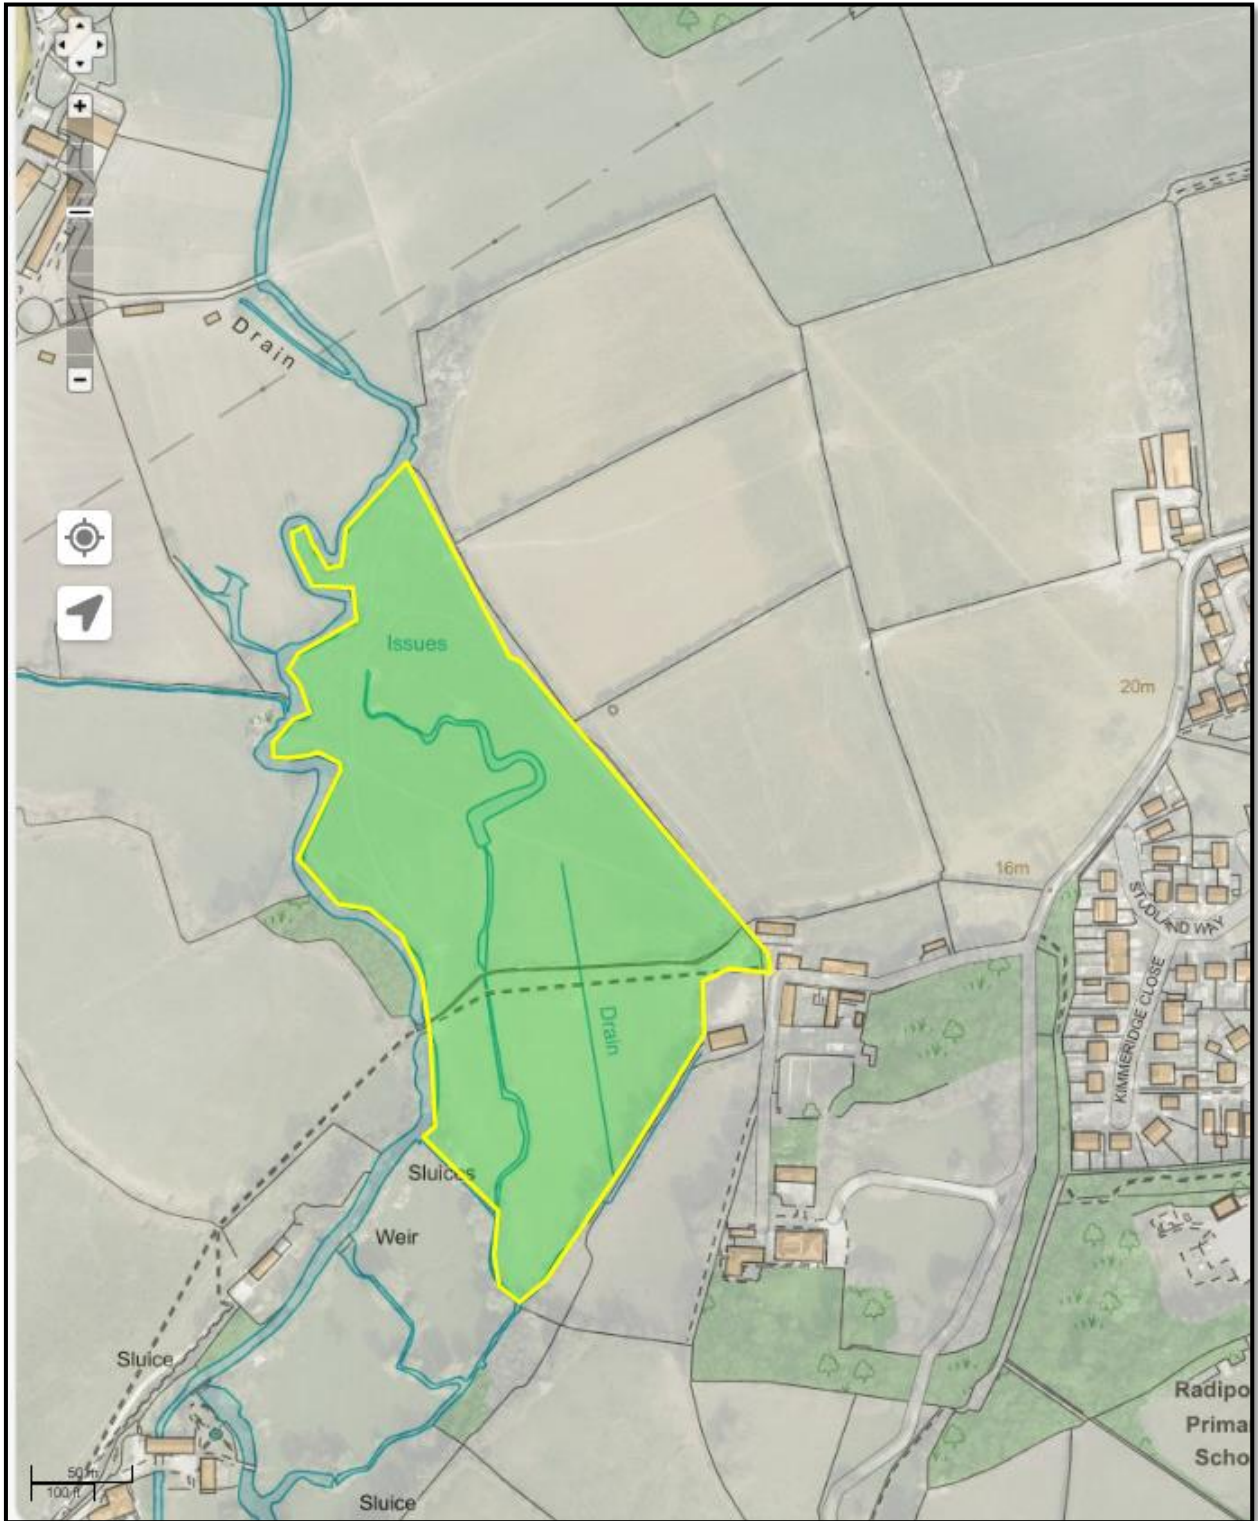 Drain
Issues
20m
16m
STUDLAND WAY
KIMMERIDGE CLOSE
Drain
Sluices
Weir
Sluice
Radipo
Prima
Scho
50 m
100 ft
Sluice